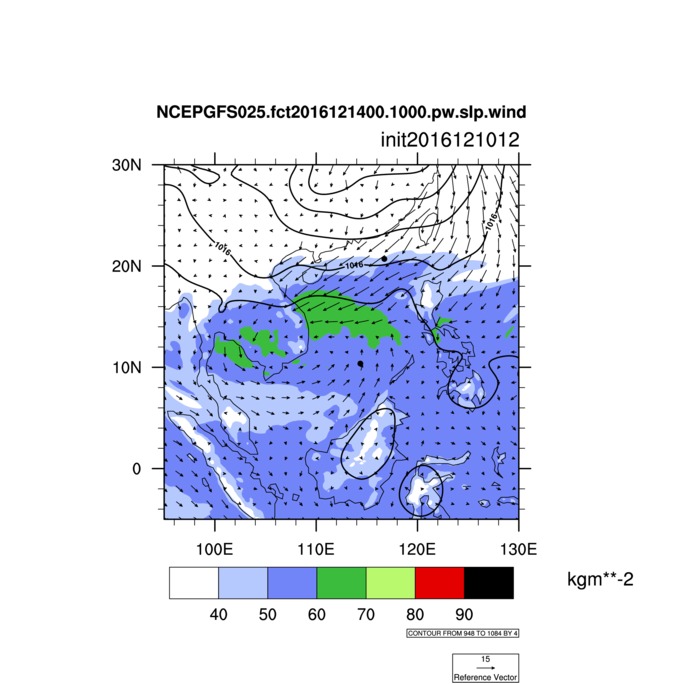 NCEPGFS025.fct2016121400.1000.pw.slp.wind
init2016121012
30N
20N
10N
0
1016
1016
1016
100E 110E 120E 130E
kgm**-2
40 50 60 70 80 90
CONTOUR FROM 948 TO 1084 BY 4
15
Reference Vector